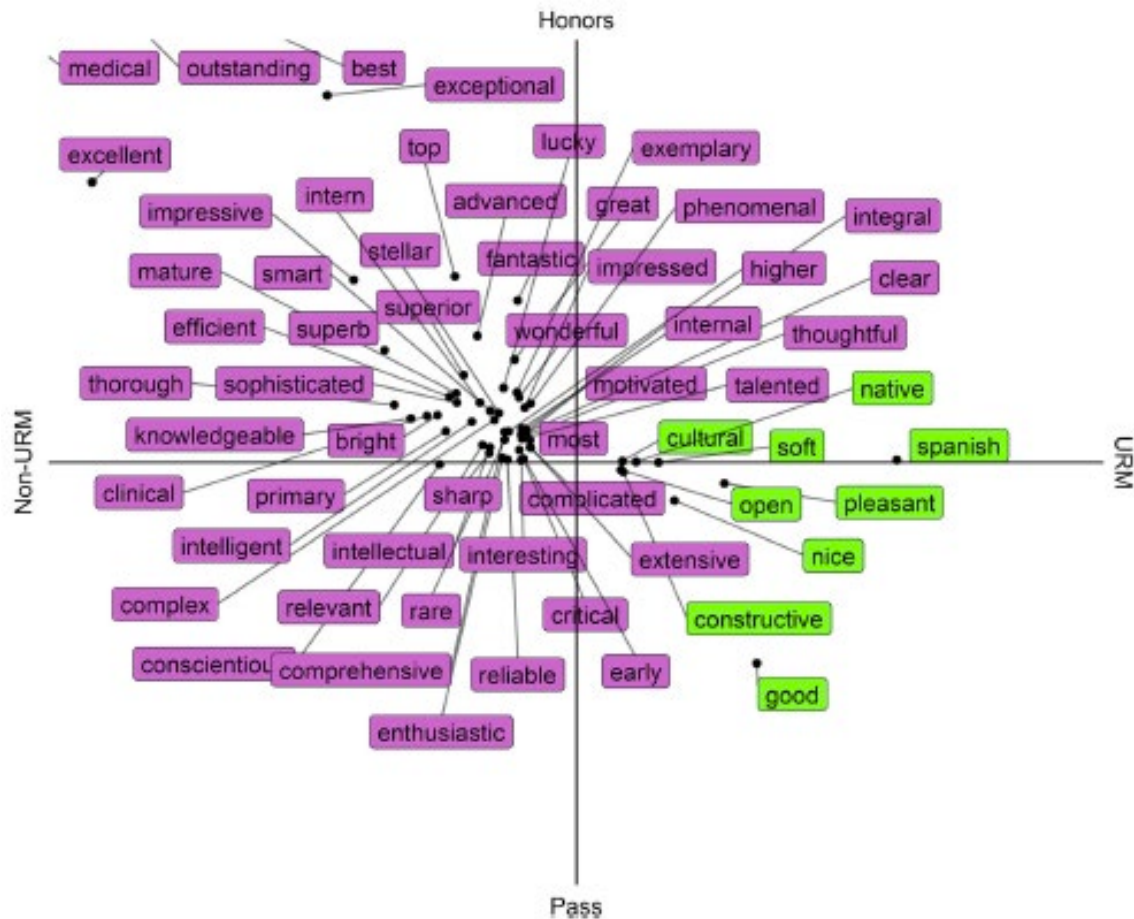 Honors
medical
outstanding
best
exceptional
excellent
top
lucky
exemplary
impressive
intern
advanced
great
phenomenal
integral
mature
smart
stellar
fantastic
impressed
higher
clear
efficient
superb
superior
wonderful
internal
thoughtful
thorough
sophisticated
motivated
talented
native
knowledgeable
bright
most
cultural
soft
spanish
Non-URM
URM
clinical
primary
sharp
complicated
open
pleasant
intelligent
intellectual
interesting
extensive
nice
complex
relevant
rare
critical
constructive
conscientiou
comprehensive
reliable
early
good
enthusiastic
Pass